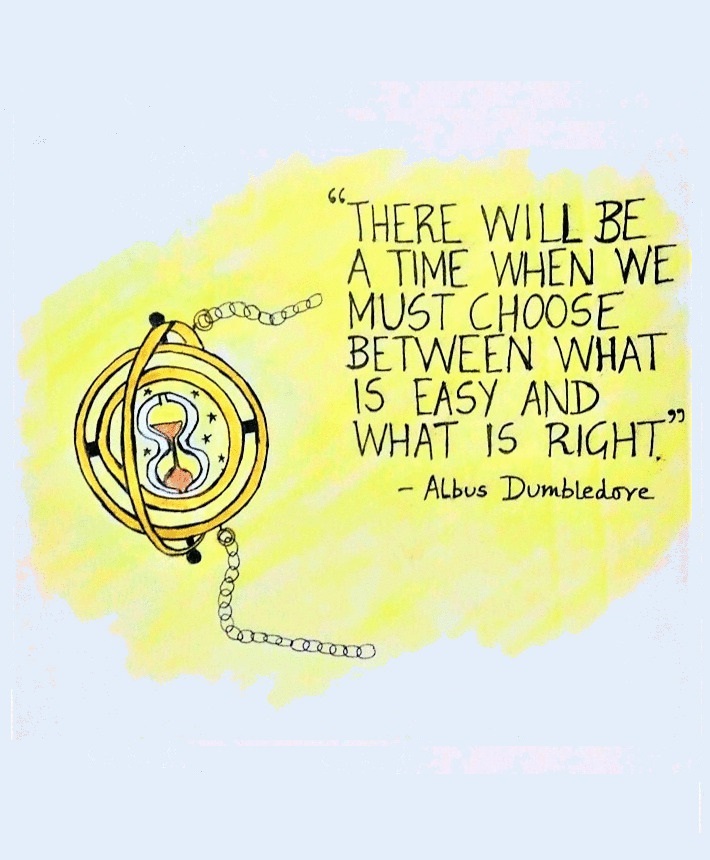 “THERE WILL BE
A TIME WHEN WE
MUST CHOOSE
BETWEEN WHAT
IS EASY AND
WHAT IS RIGHT.”
- ALbus Dumbledore